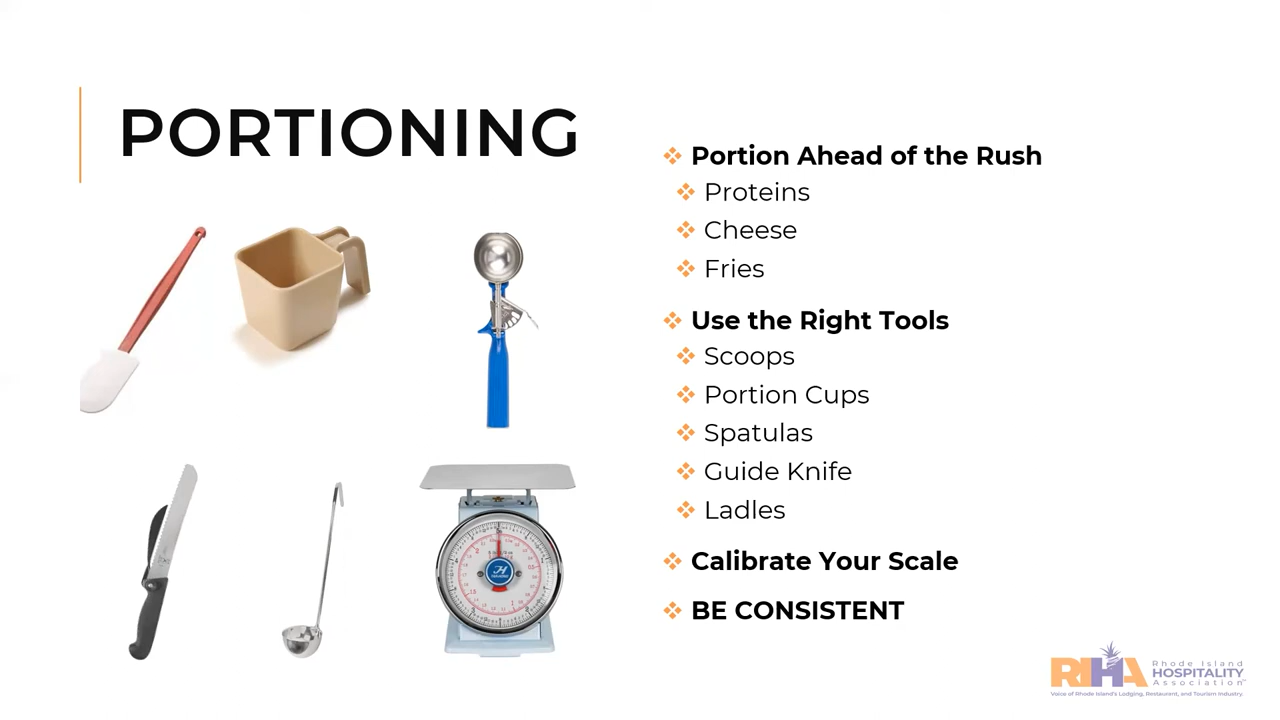 PORTIONING
Portion Ahead of the Rush
Proteins
Cheese
Fries
Use the Right Tools
Scoops
Portion Cups
Spatulas
Guide Knife
Ladles
Calibrate Your Scale
BE CONSISTENT
RIHA
Rhode Island
HOSPITALITY
Association
Voice of Rhode Island's Lodging, Restaurant, and Tourism Industry.